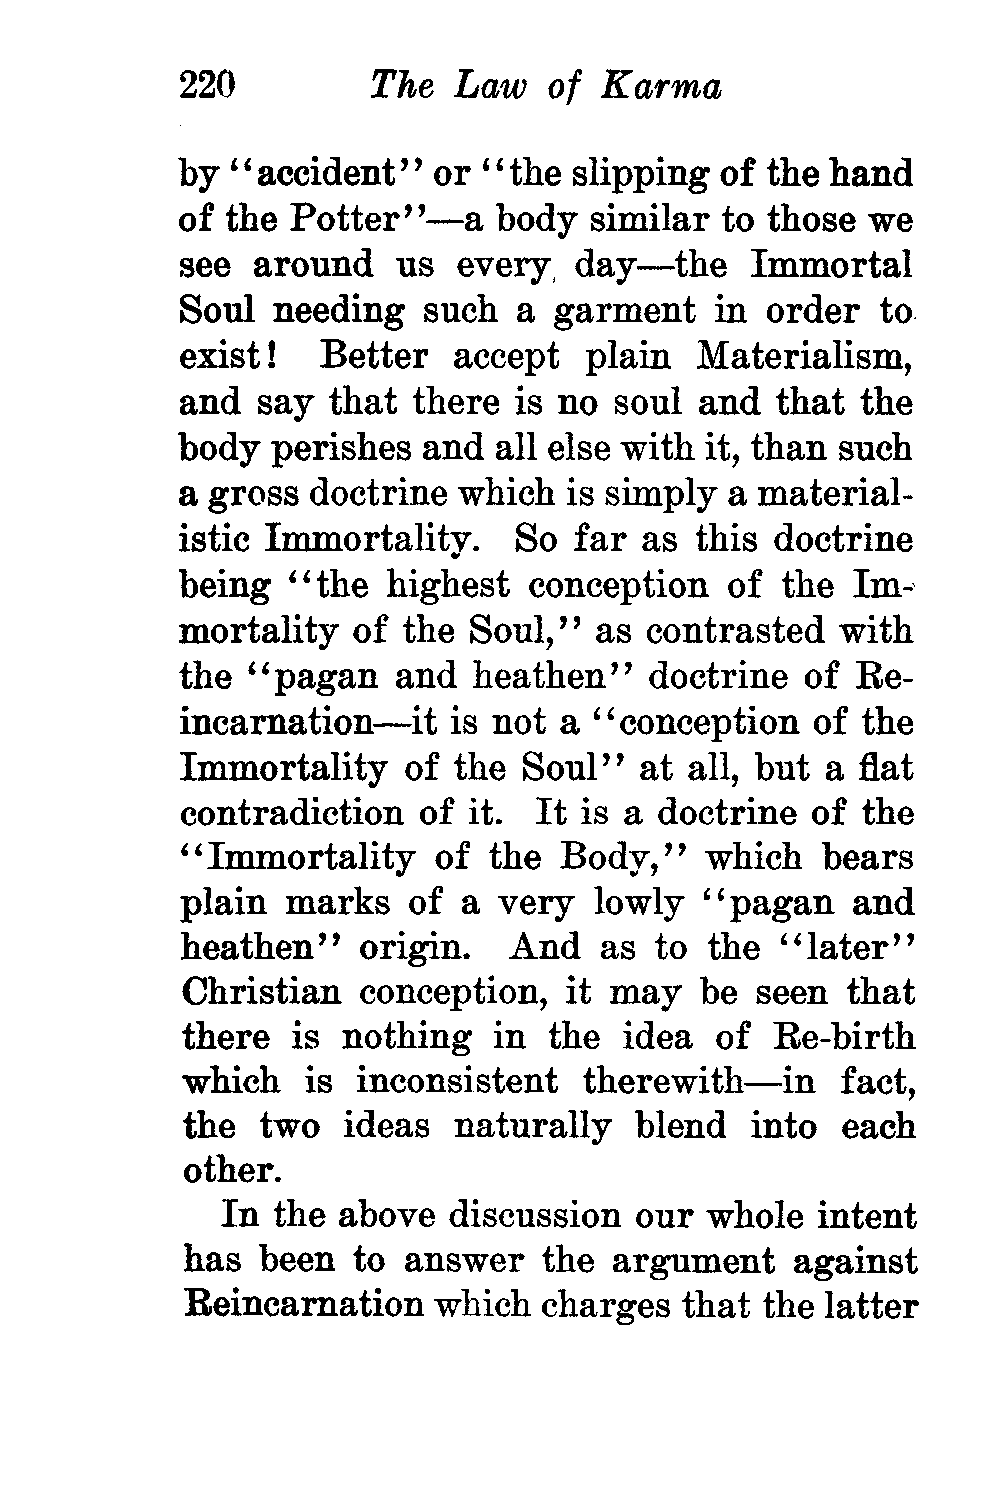 220 The Law of Karma
by "accident" or "the slipping of the hand
of the Potter"—a body similar to those we
see around us every day—the Immortal
Soul needing such a garment in order to
exist! Better accept plain Materialism,
and say that there is no soul and that the
body perishes and all else with it, than such
a gross doctrine which is simply a material-
istic Immortality. So far as this doctrine
being "the highest conception of the Im-
mortality of the Soul," as contrasted with
the "pagan and heathen" doctrine of Re-
incarnation—it is not a "conception of the
Immortality of the Soul" at all, but a flat
contradiction of it. It is a doctrine of the
"Immortality of the Body," which bears
plain marks of a very lowly "pagan and
heathen" origin. And as to the "later"
Christian conception, it may be seen that
there is nothing in the idea of Re-birth
which is inconsistent therewith—in fact,
the two ideas naturally blend into each
other.
In the above discussion our whole intent
has been to answer the argument against
Reincarnation which charges that the latter